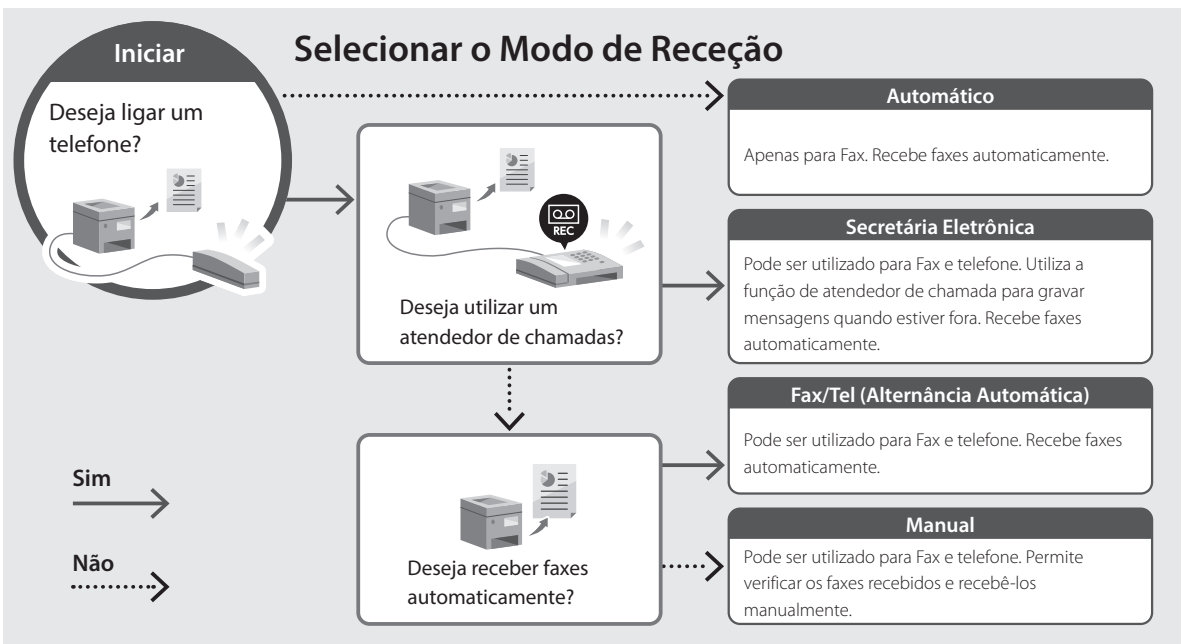 Selecionar o Modo de Receção
Iniciar
Deseja ligar um
telefone?
REC
Deseja utilizar um
atendedor de chamadas?
Deseja receber faxes
automaticamente?
Automático
Apenas para Fax. Recebe faxes automaticamente.
Secretária Eletrônica
Pode ser utilizado para Fax e telefone. Utiliza a
função de atendedor de chamada para gravar
mensagens quando estiver fora. Recebe faxes
automaticamente.
Fax/Tel (Alternância Automática)
Pode ser utilizado para Fax e telefone. Recebe faxes
automaticamente.
Manual
Pode ser utilizado para Fax e telefone. Permite
verificar os faxes recebidos e recebê-los
manualmente.
Sim
Não